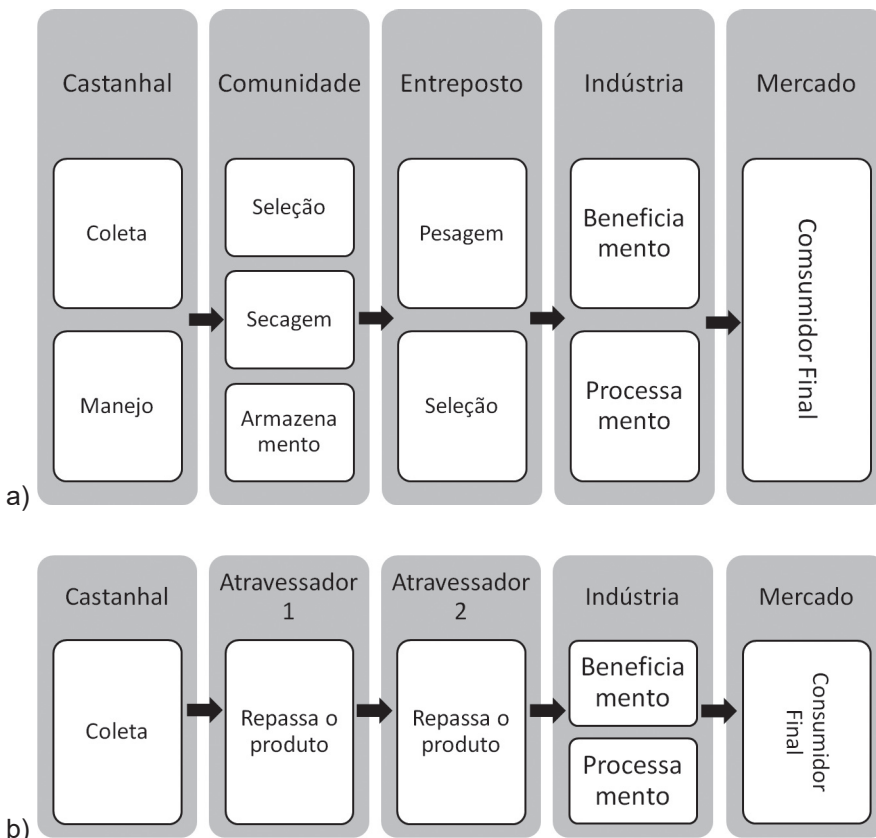 Castanhal
Coleta
Manejo
Comunidade
Seleção
Secagem
Armazena
mento
Entreposto
Pesagem
Seleção
Indústria
Beneficia
mento
Processa
mento
Mercado
Comsumidor Final
a)
Castanhal
Coleta
Atravessador
1
Repassa o
produto
Atravessador
2
Repassa o
produto
Indústria
Beneficia
mento
Processa
mento
Mercado
Consumidor
Final
b)